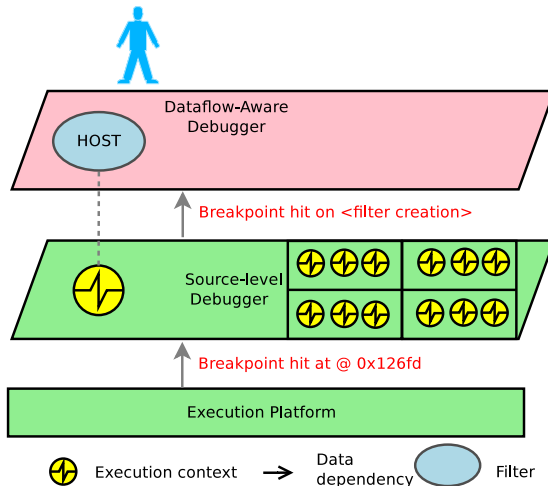 Dataflow-Aware
Debugger
HOST
Breakpoint hit on <filter creation>
Source-level
Debugger
Breakpoint hit at @ 0x126fd
Execution Platform
Execution context
Data
dependency
Filter